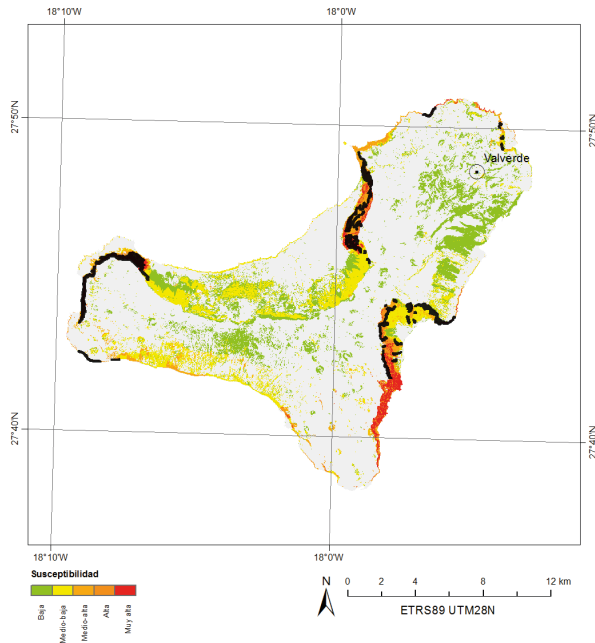 18°10'W 18°0'W
27°50'N 27°50'N
Valverde
27°40'N 27°40'N
18°10'W 18°0'W
Susceptibilidad
Baja
Medio-baja
Medio-alta
Alta
Muy alta
N
0 2 4 8 12 km
ETRS89 UTM28N